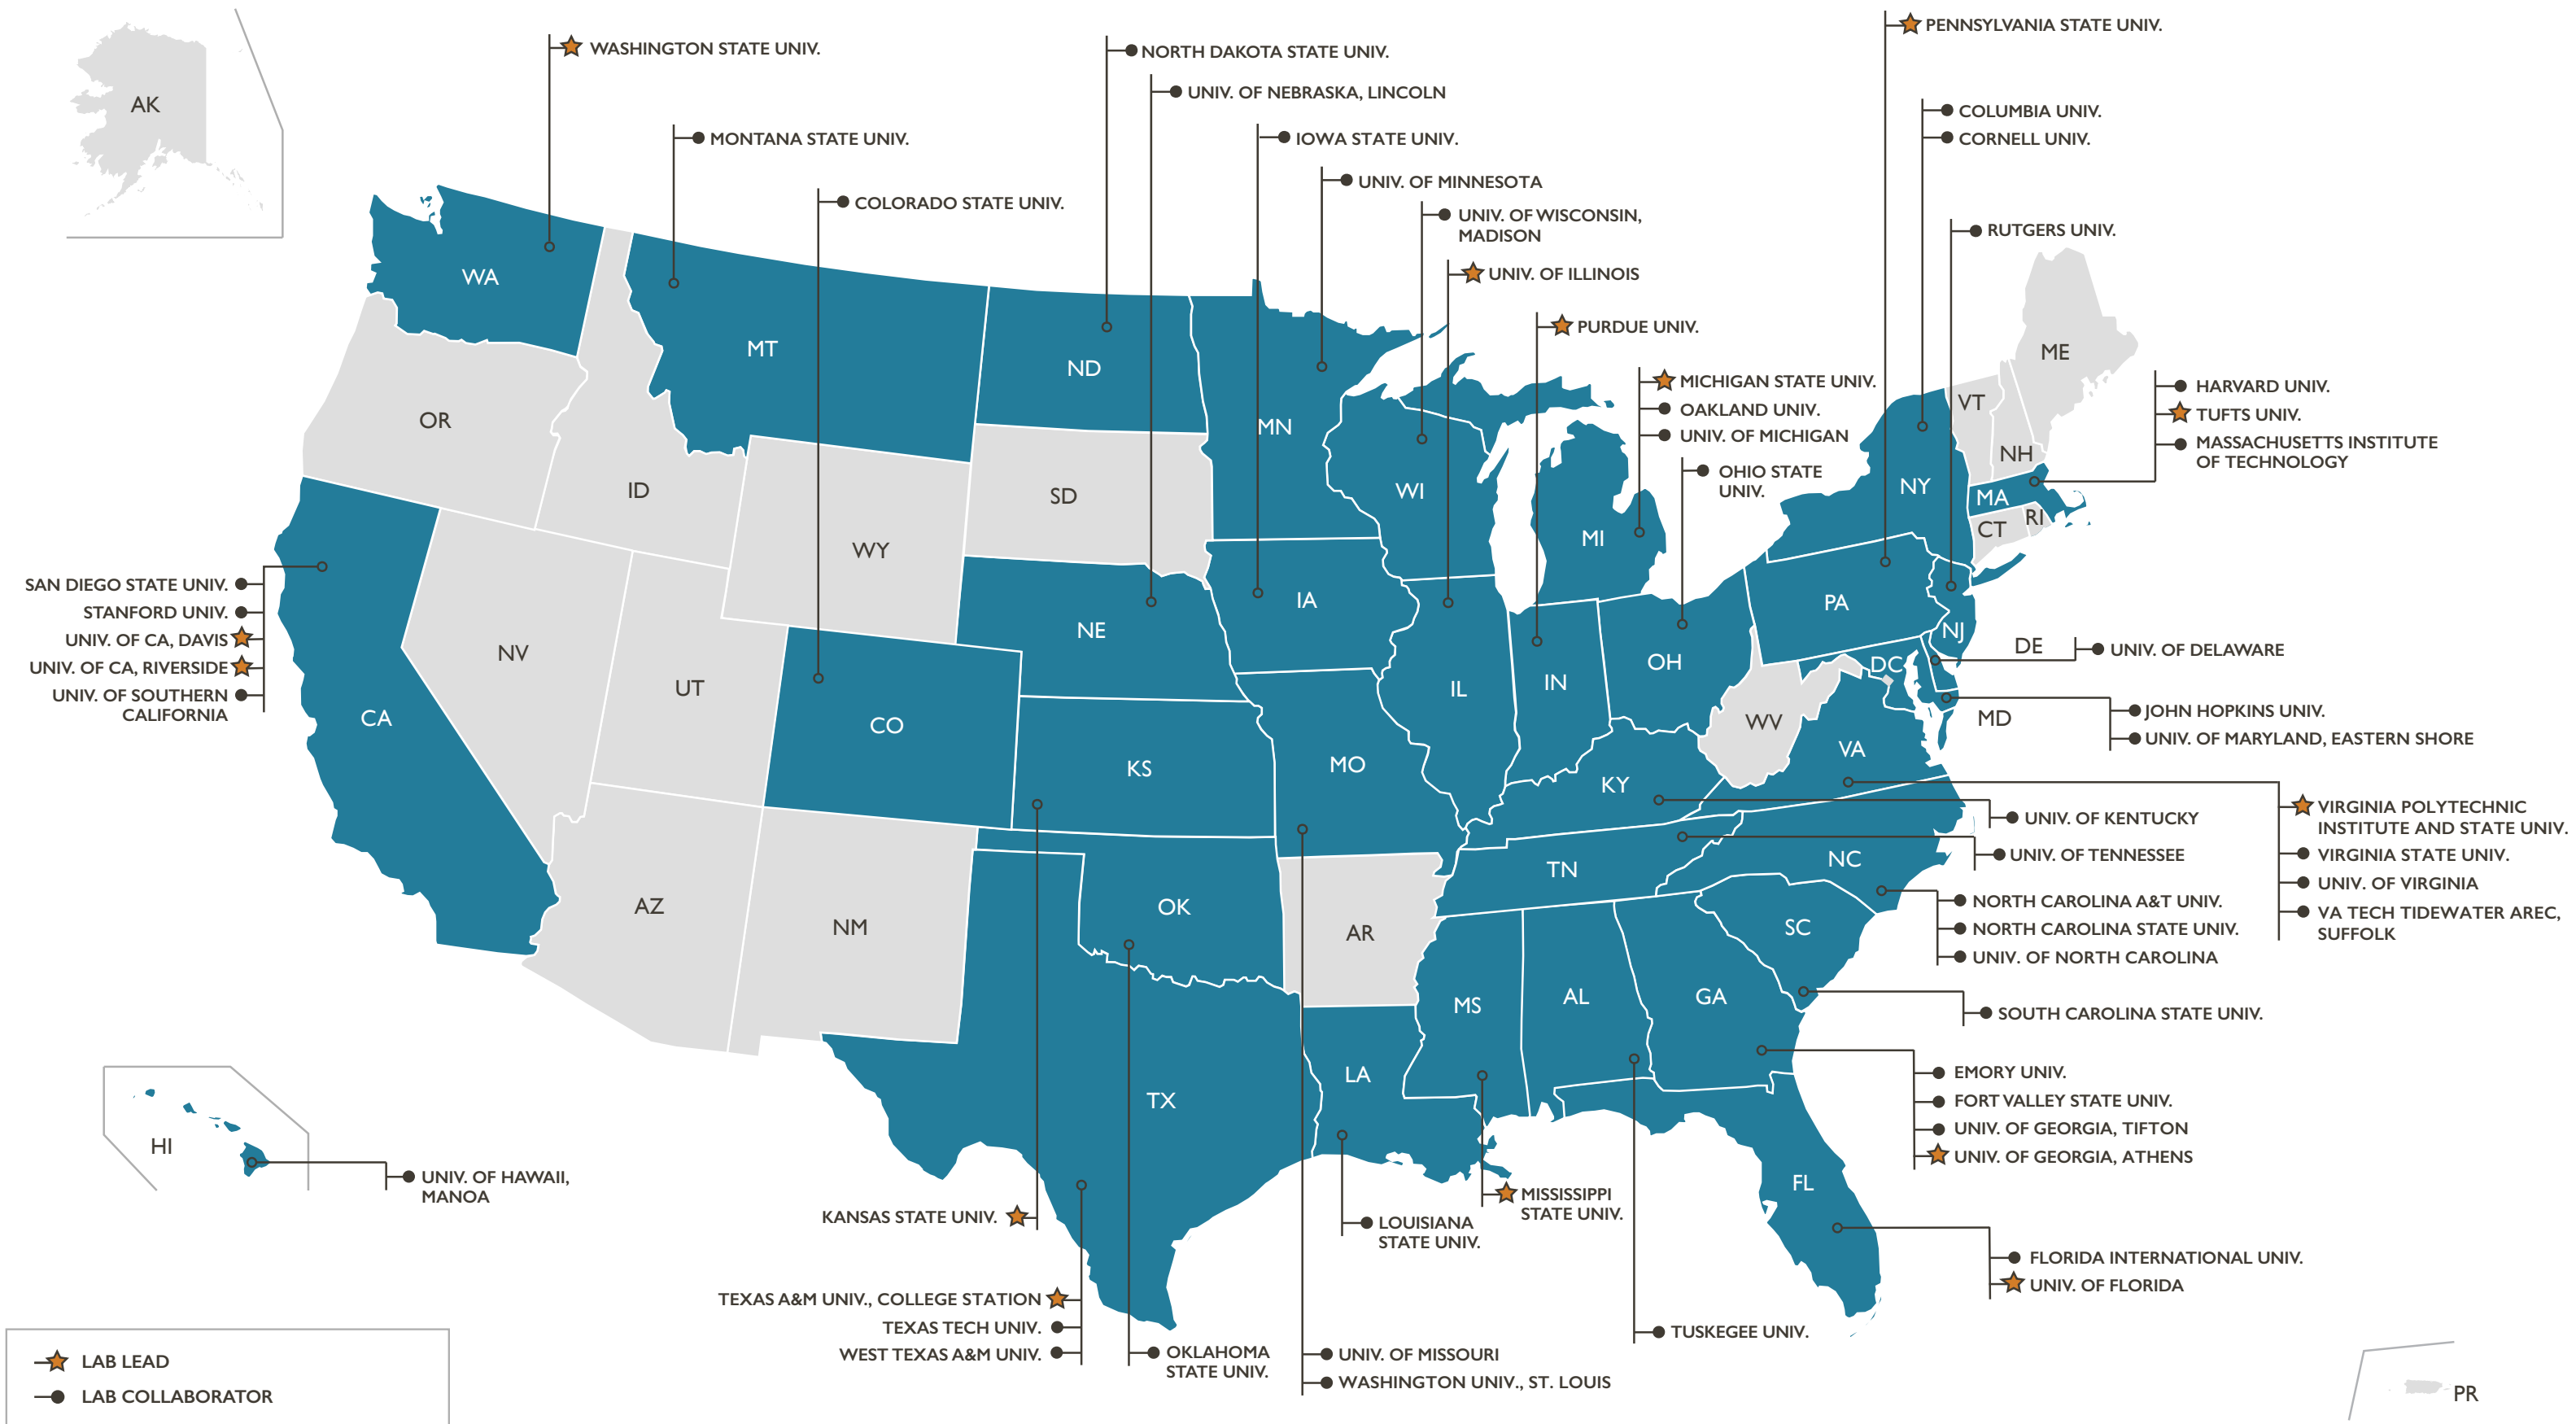 PENNSYLVANIA STATE UNIV.
WASHINGTON STATE UNIV.
NORTH DAKOTA STATE UNIV.
UNIV. OF NEBRASKA, LINCOLN
AK
COLUMBIA UNIV.
CORNELL UNIV.
MONTANA STATE UNIV.
IOWA STATE UNIV.
UNIV. OF MINNESOTA
COLORADO STATE UNIV.
UNIV. OF WISCONSIN,
MADISON
RUTGERS UNIV.
UNIV. OF ILLINOIS
WA
PURDUE UNIV.
MT
ME
ND
MICHIGAN STATE UNIV.
OAKLAND UNIV.
UNIV. OF MICHIGAN
HARVARD UNIV.
TUFTS UNIV.
MASSACHUSETTS INSTITUTE
OF TECHNOLOGY
VT
OR
MN
NH
OHIO STATE
UNIV.
ID
SD
WI
NY
MA
RI
CT
MI
WY
SAN DIEGO STATE UNIV.
STANFORD UNIV.
UNIV. OF CA, DAVIS
UNIV. OF CA, RIVERSIDE
UNIV. OF SOUTHERN
CALIFORNIA
IA
PA
NE
NJ
NV
DE
UNIV. OF DELAWARE
OH
DC
UT
IL
IN
CA
CO
WV
MD
JOHN HOPKINS UNIV.
UNIV. OF MARYLAND, EASTERN SHORE
VA
KS
MO
KY
VIRGINIA POLYTECHNIC
INSTITUTE AND STATE UNIV.
VIRGINIA STATE UNIV.
UNIV. OF VIRGINIA
VA TECH TIDEWATER AREC,
SUFFOLK
UNIV. OF KENTUCKY
UNIV. OF TENNESSEE
NC
TN
AZ
NM
OK
AR
SC
NORTH CAROLINA A&T UNIV.
NORTH CAROLINA STATE UNIV.
UNIV. OF NORTH CAROLINA
MS
AL
GA
SOUTH CAROLINA STATE UNIV.
LA
TX
EMORY UNIV.
FORT VALLEY STATE UNIV.
UNIV. OF GEORGIA, TIFTON
UNIV. OF GEORGIA, ATHENS
HI
UNIV. OF HAWAII,
MANOA
FL
MISSISSIPPI
STATE UNIV.
KANSAS STATE UNIV.
LOUISIANA
STATE UNIV.
FLORIDA INTERNATIONAL UNIV.
UNIV. OF FLORIDA
TEXAS A&M UNIV., COLLEGE STATION
TEXAS TECH UNIV.
WEST TEXAS A&M UNIV.
TUSKEGEE UNIV.
OKLAHOMA
STATE UNIV.
UNIV. OF MISSOURI
WASHINGTON UNIV., ST. LOUIS
LAB LEAD
LAB COLLABORATOR
PR